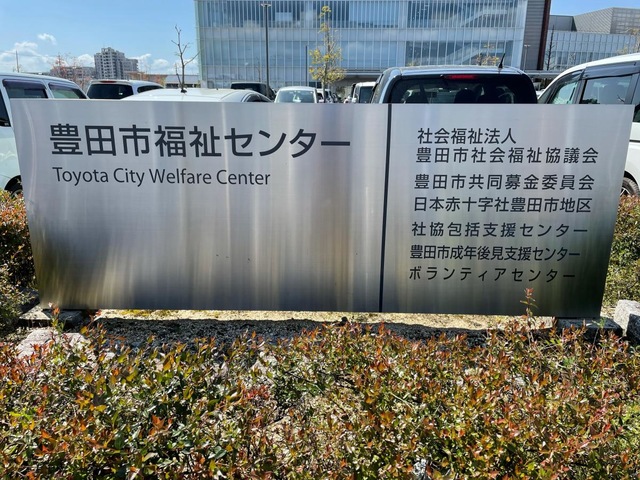 豊田市福祉センター
Toyota City Welfare Center
社会福祉法人
豊田市社会福祉協議会
豊田市共同募金委員会
日本赤十字社豊田市地区
社協包括支援センター
豊田市成年後見支援センター
ボランティアセンター